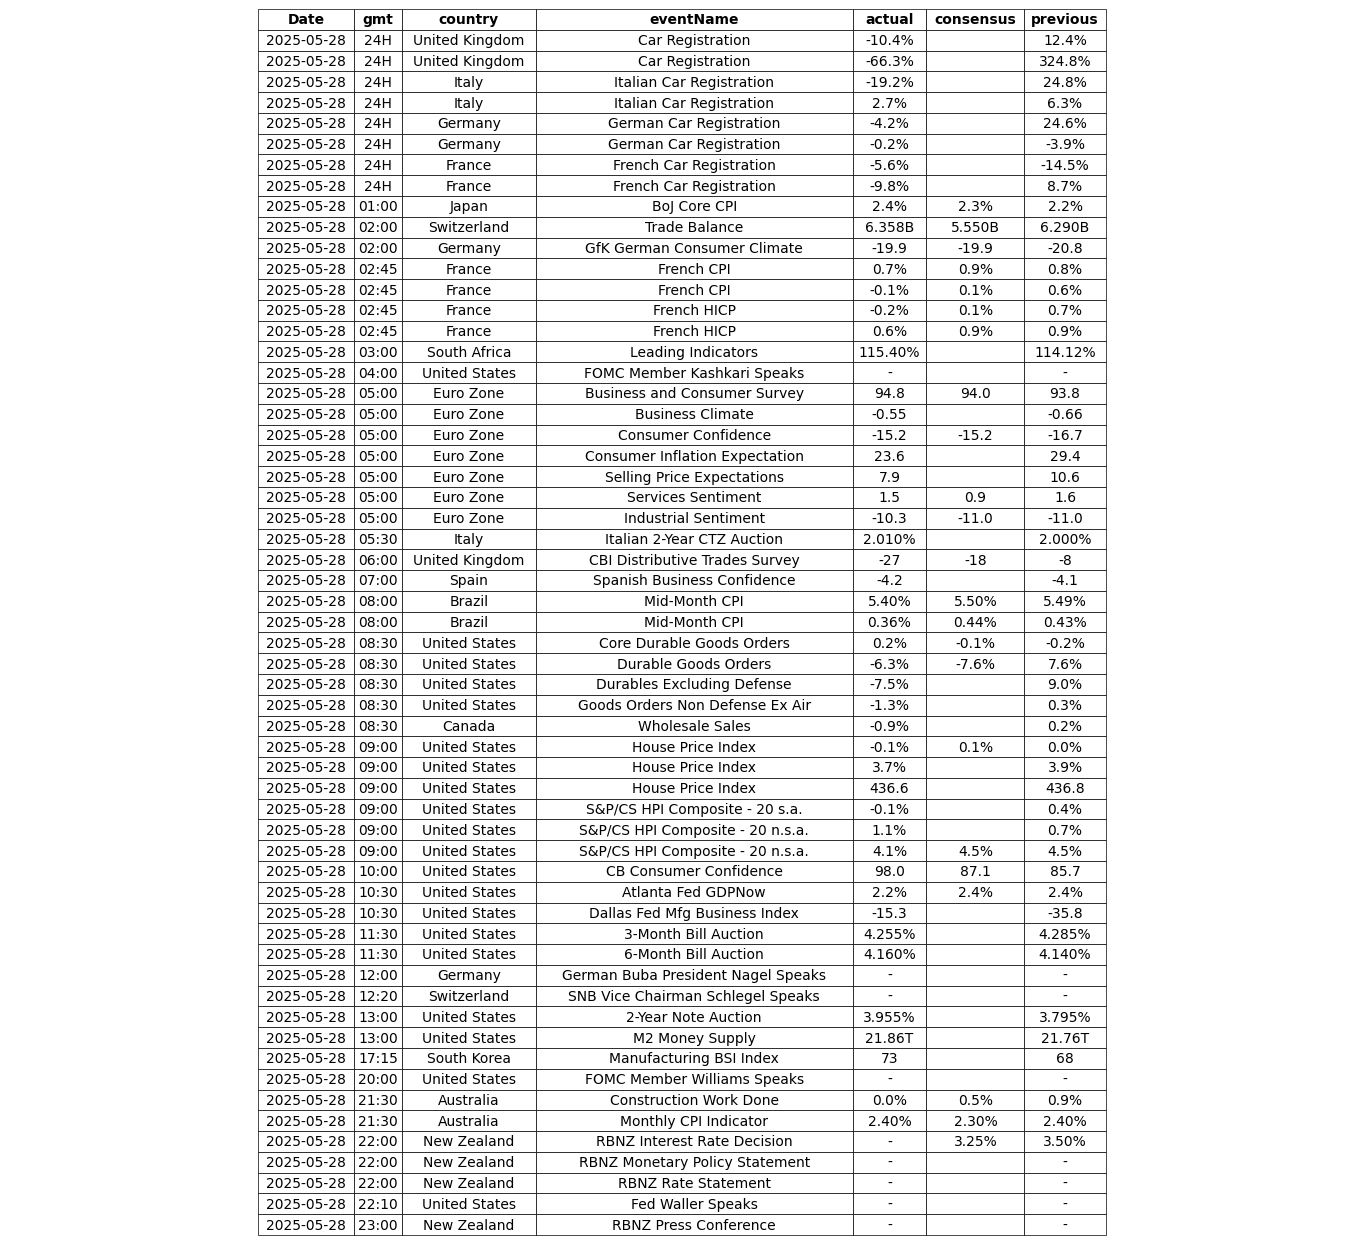 Date gmt country eventName actual consensus previous
2025-05-28 24H United Kingdom Car Registration -10.4% 12.4%
2025-05-28 24H United Kingdom Car Registration -66.3% 324.8%
2025-05-28 24H Italy Italian Car Registration -19.2% 24.8%
2025-05-28 24H Italy Italian Car Registration 2.7% 6.3%
2025-05-28 24H Germany German Car Registration -4.2% 24.6%
2025-05-28 24H Germany German Car Registration -0.2% -3.9%
2025-05-28 24H France French Car Registration -5.6% -14.5%
2025-05-28 24H France French Car Registration -9.8% 8.7%
2025-05-28 01:00 Japan BoJ Core CPI 2.4% 2.3% 2.2%
2025-05-28 02:00 Switzerland Trade Balance 6.358B 5.550B 6.290B
2025-05-28 02:00 Germany GfK German Consumer Climate -19.9 -19.9 -20.8
2025-05-28 02:45 France French CPI 0.7% 0.9% 0.8%
2025-05-28 02:45 France French CPI -0.1% 0.1% 0.6%
2025-05-28 02:45 France French HICP -0.2% 0.1% 0.7%
2025-05-28 02:45 France French HICP 0.6% 0.9% 0.9%
2025-05-28 03:00 South Africa Leading Indicators 115.40% 114.12%
2025-05-28 04:00 United States FOMC Member Kashkari Speaks - -
2025-05-28 05:00 Euro Zone Business and Consumer Survey 94.8 94.0 93.8
2025-05-28 05:00 Euro Zone Business Climate -0.55 -0.66
2025-05-28 05:00 Euro Zone Consumer Confidence -15.2 -15.2 -16.7
2025-05-28 05:00 Euro Zone Consumer Inflation Expectation 23.6 29.4
2025-05-28 05:00 Euro Zone Selling Price Expectations 7.9 10.6
2025-05-28 05:00 Euro Zone Services Sentiment 1.5 0.9 1.6
2025-05-28 05:00 Euro Zone Industrial Sentiment -10.3 -11.0 -11.0
2025-05-28 05:30 Italy Italian 2-Year CTZ Auction 2.010% 2.000%
2025-05-28 06:00 United Kingdom CBI Distributive Trades Survey -27 -18 -8
2025-05-28 07:00 Spain Spanish Business Confidence -4.2 -4.1
2025-05-28 08:00 Brazil Mid-Month CPI 5.40% 5.50% 5.49%
2025-05-28 08:00 Brazil Mid-Month CPI 0.36% 0.44% 0.43%
2025-05-28 08:30 United States Core Durable Goods Orders 0.2% -0.1% -0.2%
2025-05-28 08:30 United States Durable Goods Orders -6.3% -7.6% 7.6%
2025-05-28 08:30 United States Durables Excluding Defense -7.5% 9.0%
2025-05-28 08:30 United States Goods Orders Non Defense Ex Air -1.3% 0.3%
2025-05-28 08:30 Canada Wholesale Sales -0.9% 0.2%
2025-05-28 09:00 United States House Price Index -0.1% 0.1% 0.0%
2025-05-28 09:00 United States House Price Index 3.7% 3.9%
2025-05-28 09:00 United States House Price Index 436.6 436.8
2025-05-28 09:00 United States S&P/CS HPI Composite - 20 s.a. -0.1% 0.4%
2025-05-28 09:00 United States S&P/CS HPI Composite - 20 n.s.a. 1.1% 0.7%
2025-05-28 09:00 United States S&P/CS HPI Composite - 20 n.s.a. 4.1% 4.5% 4.5%
2025-05-28 10:00 United States CB Consumer Confidence 98.0 87.1 85.7
2025-05-28 10:30 United States Atlanta Fed GDPNow 2.2% 2.4% 2.4%
2025-05-28 10:30 United States Dallas Fed Mfg Business Index -15.3 -35.8
2025-05-28 11:30 United States 3-Month Bill Auction 4.255% 4.285%
2025-05-28 11:30 United States 6-Month Bill Auction 4.160% 4.140%
2025-05-28 12:00 Germany German Buba President Nagel Speaks - -
2025-05-28 12:20 Switzerland SNB Vice Chairman Schlegel Speaks - -
2025-05-28 13:00 United States 2-Year Note Auction 3.955% 3.795%
2025-05-28 13:00 United States M2 Money Supply 21.86T 21.76T
2025-05-28 17:15 South Korea Manufacturing BSI Index 73 68
2025-05-28 20:00 United States FOMC Member Williams Speaks - -
2025-05-28 21:30 Australia Construction Work Done 0.0% 0.5% 0.9%
2025-05-28 21:30 Australia Monthly CPI Indicator 2.40% 2.30% 2.40%
2025-05-28 22:00 New Zealand RBNZ Interest Rate Decision - 3.25% 3.50%
2025-05-28 22:00 New Zealand RBNZ Monetary Policy Statement - -
2025-05-28 22:00 New Zealand RBNZ Rate Statement - -
2025-05-28 22:10 United States Fed Waller Speaks - -
2025-05-28 23:00 New Zealand RBNZ Press Conference - -